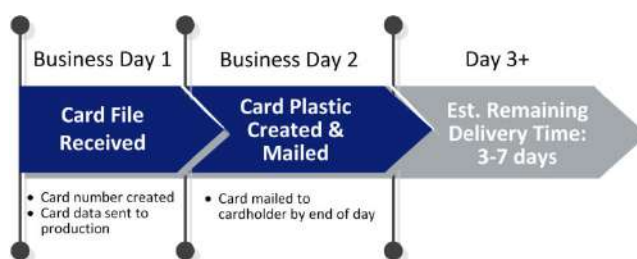 Business Day 1
Business Day 2
Day 3+
Card File
Received
Card Plastic
Created &
Mailed
Est. Remaining
Delivery Time:
3-7 days
• Card number created
• Card data sent to
production
• Card mailed to
cardholder by end of day